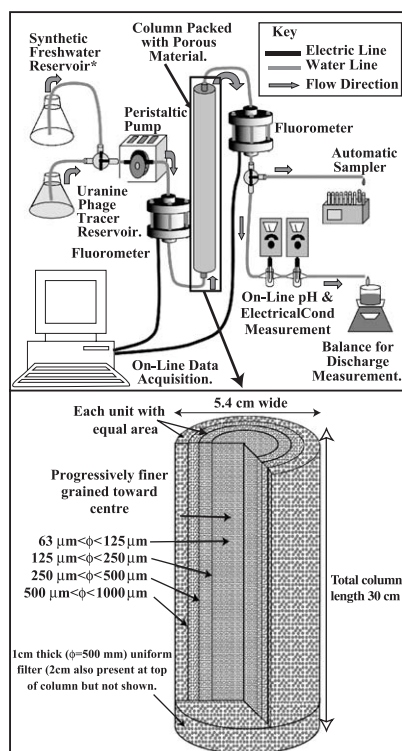 Synthetic
Freshwater
Reservoir*
Column Packed
with Porous
Material.
Key
Electric Line
Water Line
Flow Direction
Peristaltic
Pump
Fluorometer
Automatic
Sampler
Uranine
Phage
Tracer
Reservoir.
Fluorometer
On-Line pH &
ElectricalCond
Measurement
Balance for
Discharge
Measurement.
On-Line Data
Acquisition.
5.4 cm wide
Each unit with
equal area
Progressively finer
grained toward
centre
63 µm<ϕ<125 µm
125 µm<ϕ<250 µm
250 µm<ϕ<500 µm
500 µm<ϕ<1000 µm
Total column
length 30 cm
1cm thick (ϕ=500 mm) uniform
filter (2cm also present at top
of column but not shown.